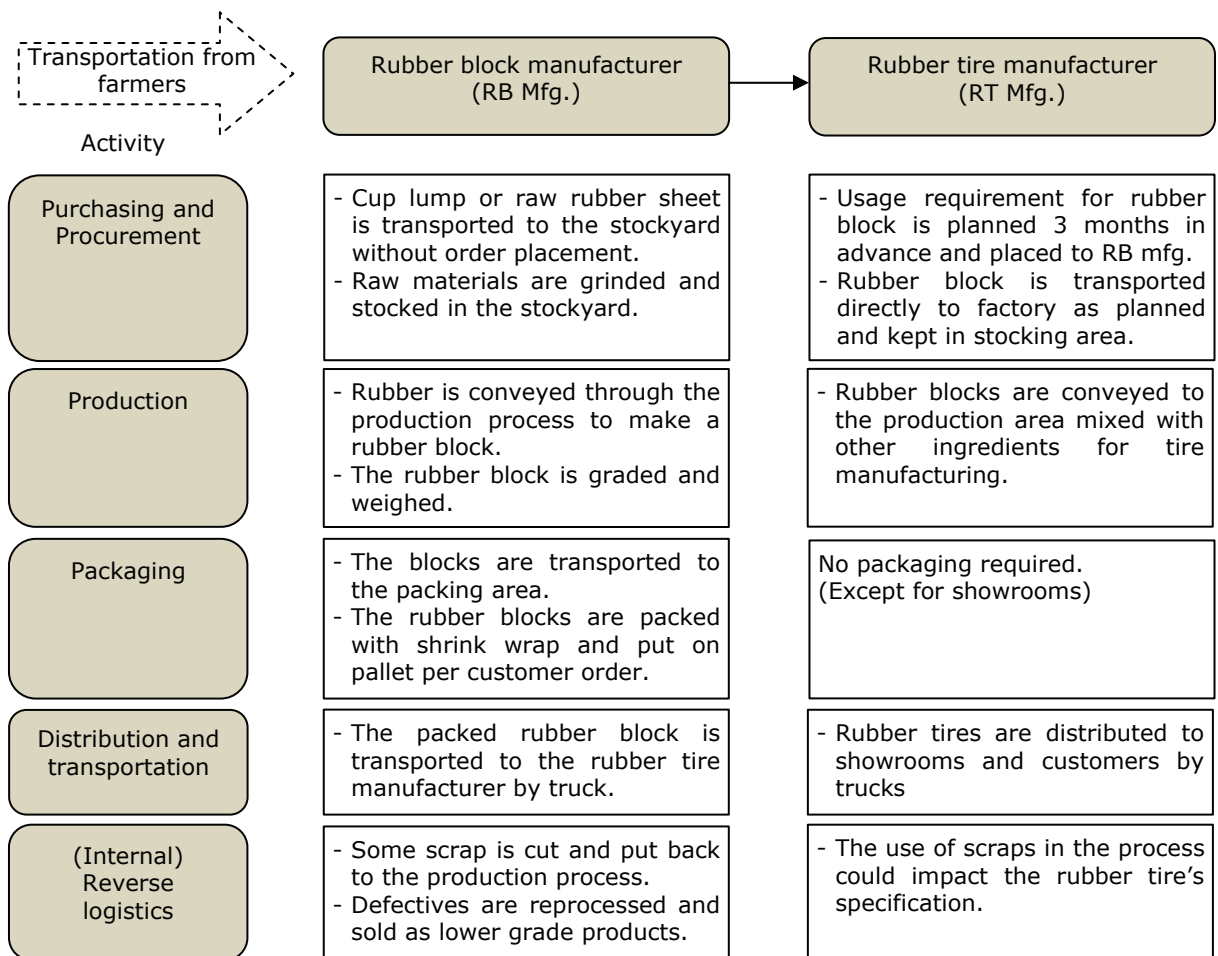 Transportation from
farmers
Rubber block manufacturer
(RB Mfg.)
Rubber tire manufacturer
(RT Mfg.)
Activity
Purchasing and
Procurement
- Cup lump or raw rubber sheet
is transported to the stockyard
without order placement.
- Raw materials are grinded and
stocked in the stockyard.
- Usage requirement for rubber
block is planned 3 months in
advance and placed to RB mfg.
- Rubber block is transported
directly to factory as planned
and kept in stocking area.
Production
- Rubber is conveyed through the
production process to make a
rubber block.
- The rubber block is graded and
weighed.
- Rubber blocks are conveyed to
the production area mixed with
other ingredients for tire
manufacturing.
Packaging
- The blocks are transported to
the packing area.
- The rubber blocks are packed
with shrink wrap and put on
pallet per customer order.
No packaging required.
(Except for showrooms)
Distribution and
transportation
- The packed rubber block is
transported to the rubber tire
manufacturer by truck.
- Rubber tires are distributed to
showrooms and customers by
trucks
(Internal)
Reverse
logistics
- Some scrap is cut and put back
to the production process.
- Defectives are reprocessed and
sold as lower grade products.
- The use of scraps in the process
could impact the rubber tire's
specification.